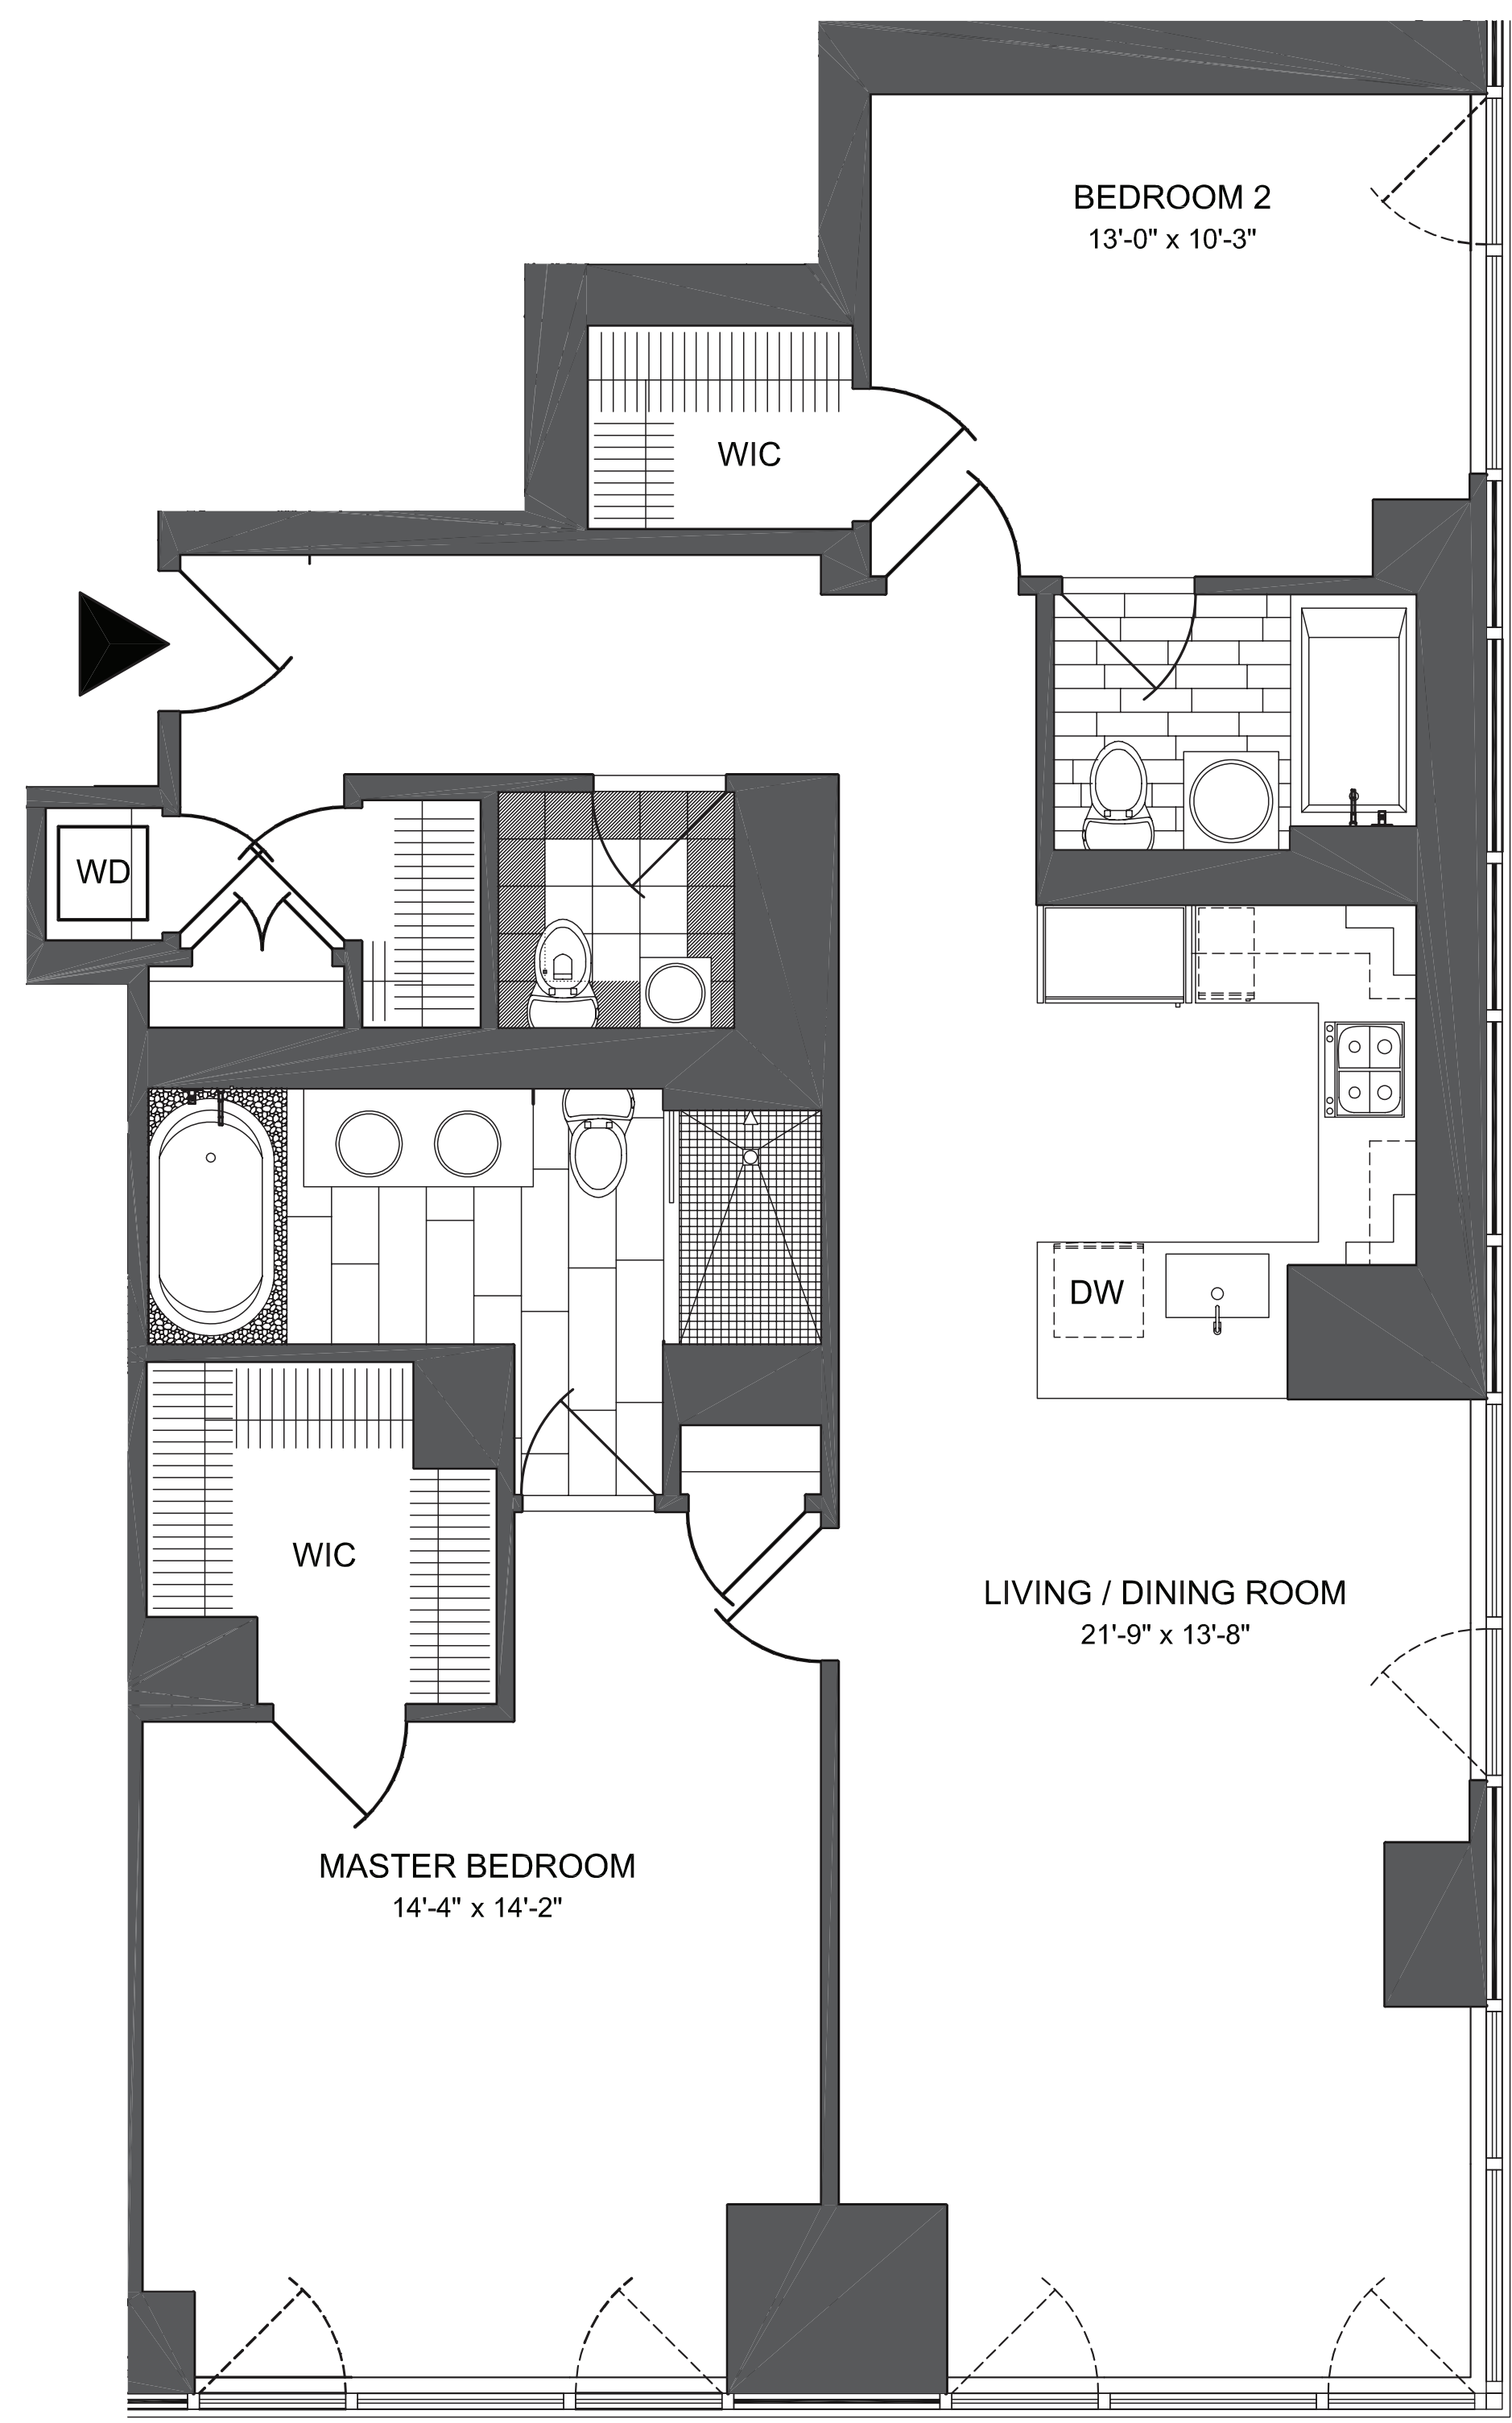 BEDROOM 2
13'-0" x 10'-3"
WIC
WD
DW
WIC
LIVING / DINING ROOM
21'-9" x 13'-8"
MASTER BEDROOM
14'-4" x 14'-2"